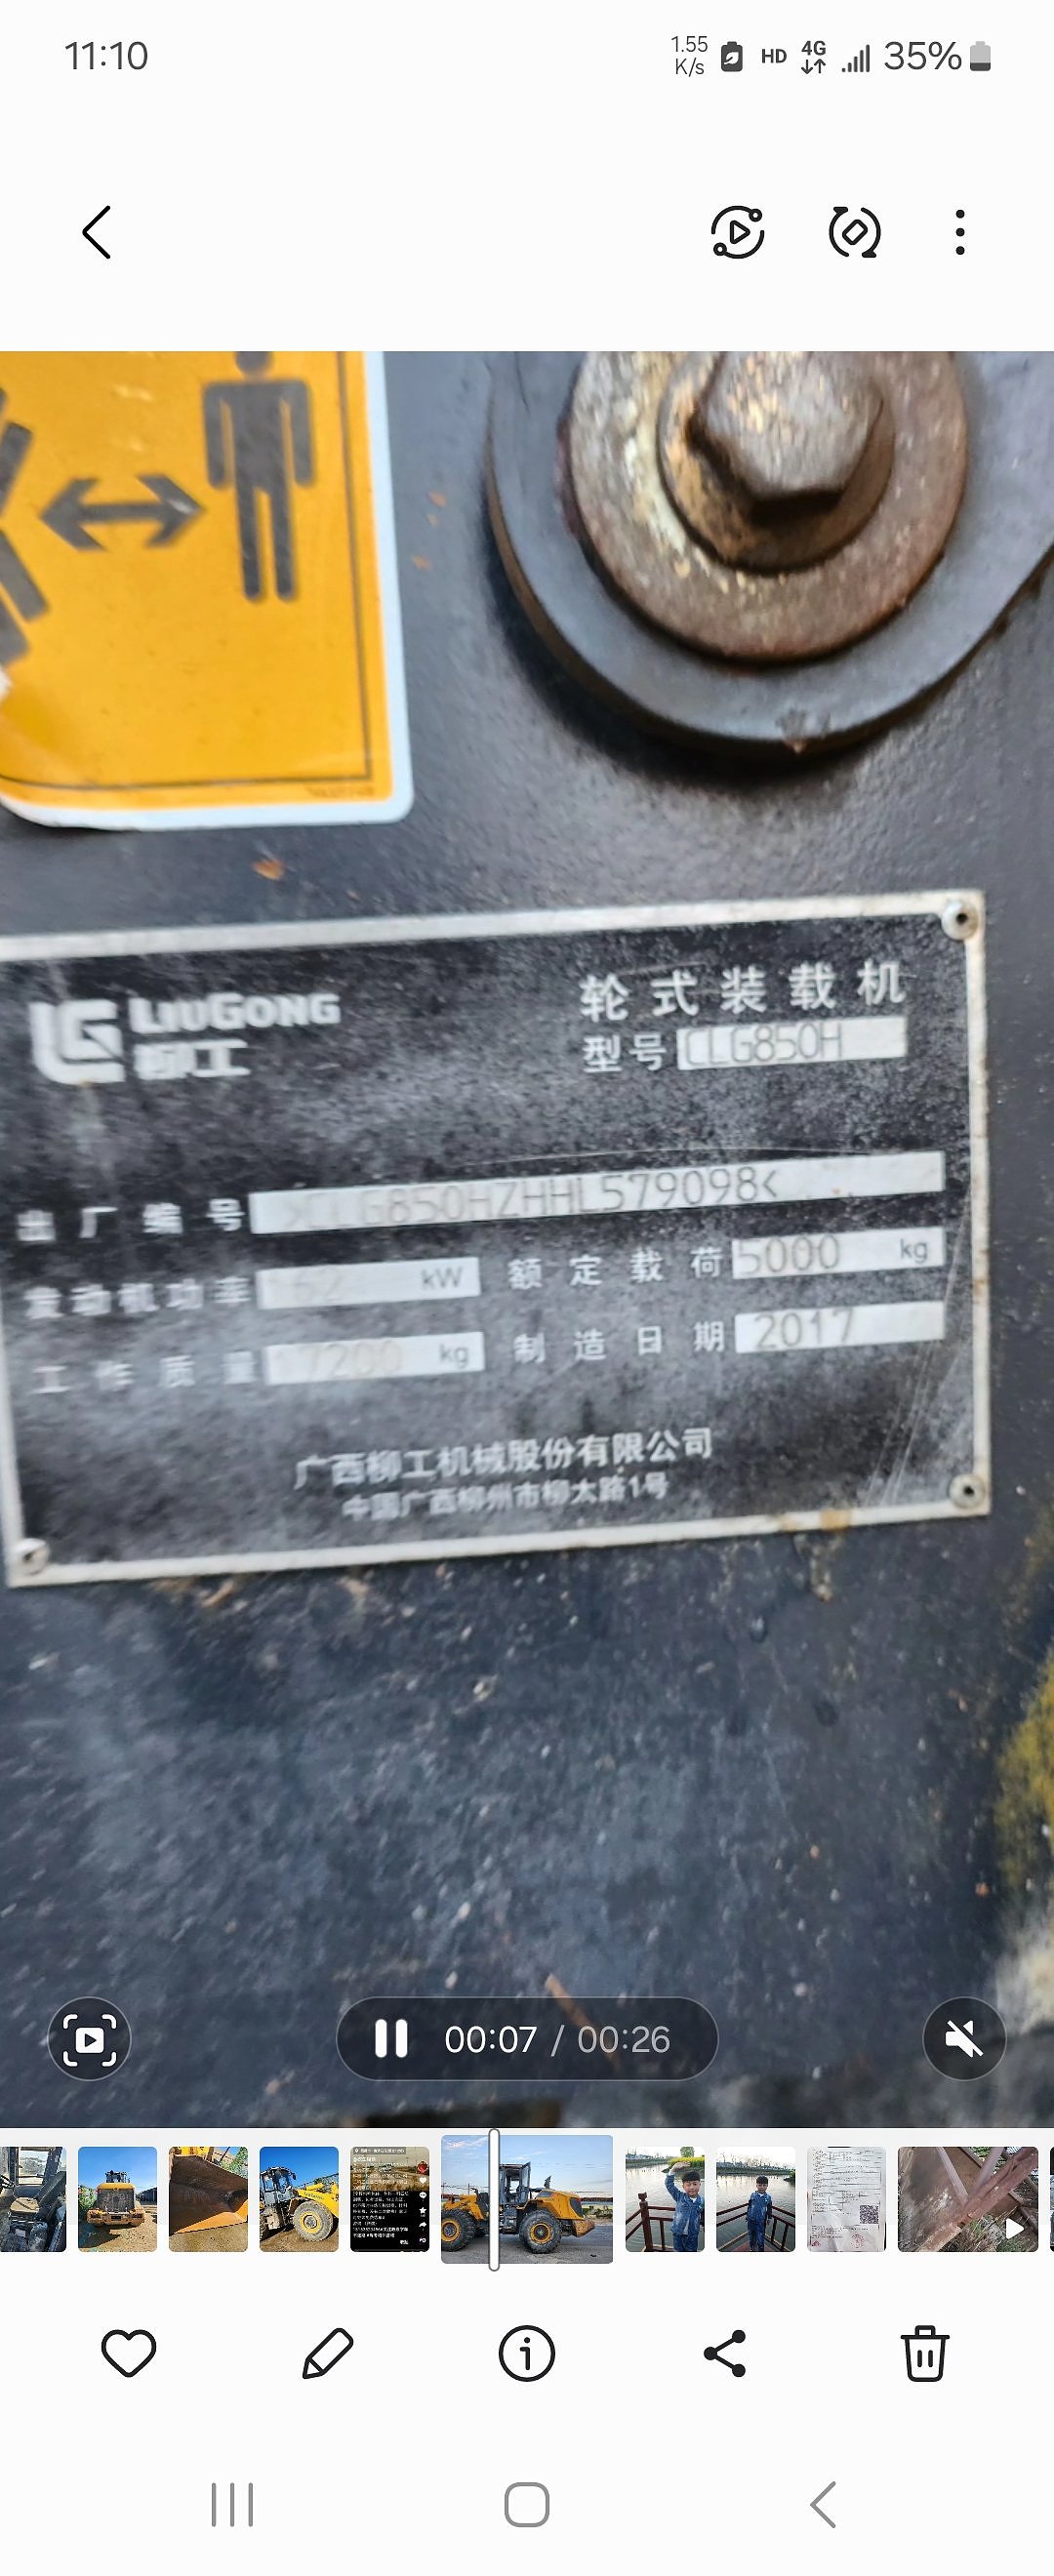 11:10
1.55
K/s
HD
4G
35%
LIUGONG
柳工
轮式装载机
型号 CLG850H
出厂编号 >CLG850HZHHL579098<
发动机功率 kW
额定载荷 5000 kg
工作质量 kg
制造日期 2017
广西柳工机械股份有限公司
中国广西柳州市柳太路1号
00:07 / 00:26